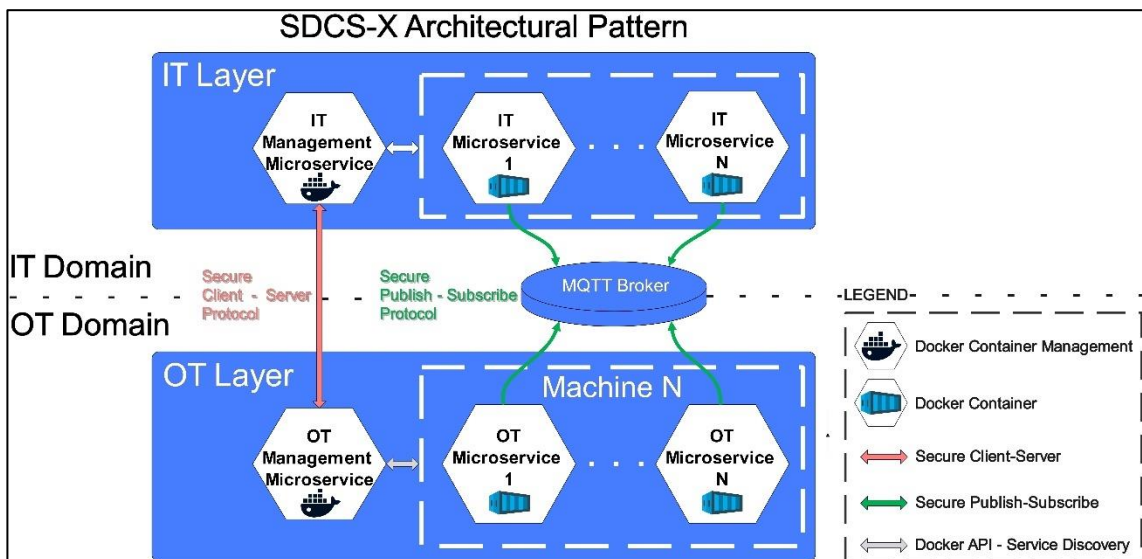 SDCS-X Architectural Pattern
IT Layer
IT
Management
Microservice
IT
Microservice
1
. . . .
IT
Microservice
N
IT Domain
Secure
Client - Server
Protocol
Secure
Publish - Subscribe
Protocol
MQTT Broker
OT Domain
OT Layer
Machine N
OT
Management
Microservice
OT
Microservice
1
. . . .
OT
Microservice
N
LEGEND
Docker Container Management
Docker Container
Secure Client-Server
Secure Publish-Subscribe
Docker API - Service Discovery